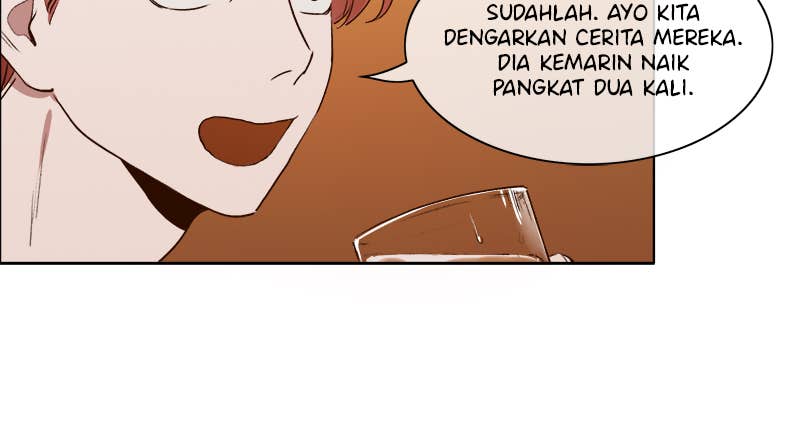 SUDAHLAH. AYO KITA
DENGARKAN CERITA MEREKA.
DIA KEMARIN NAIK
PANGKAT DUA KALI.